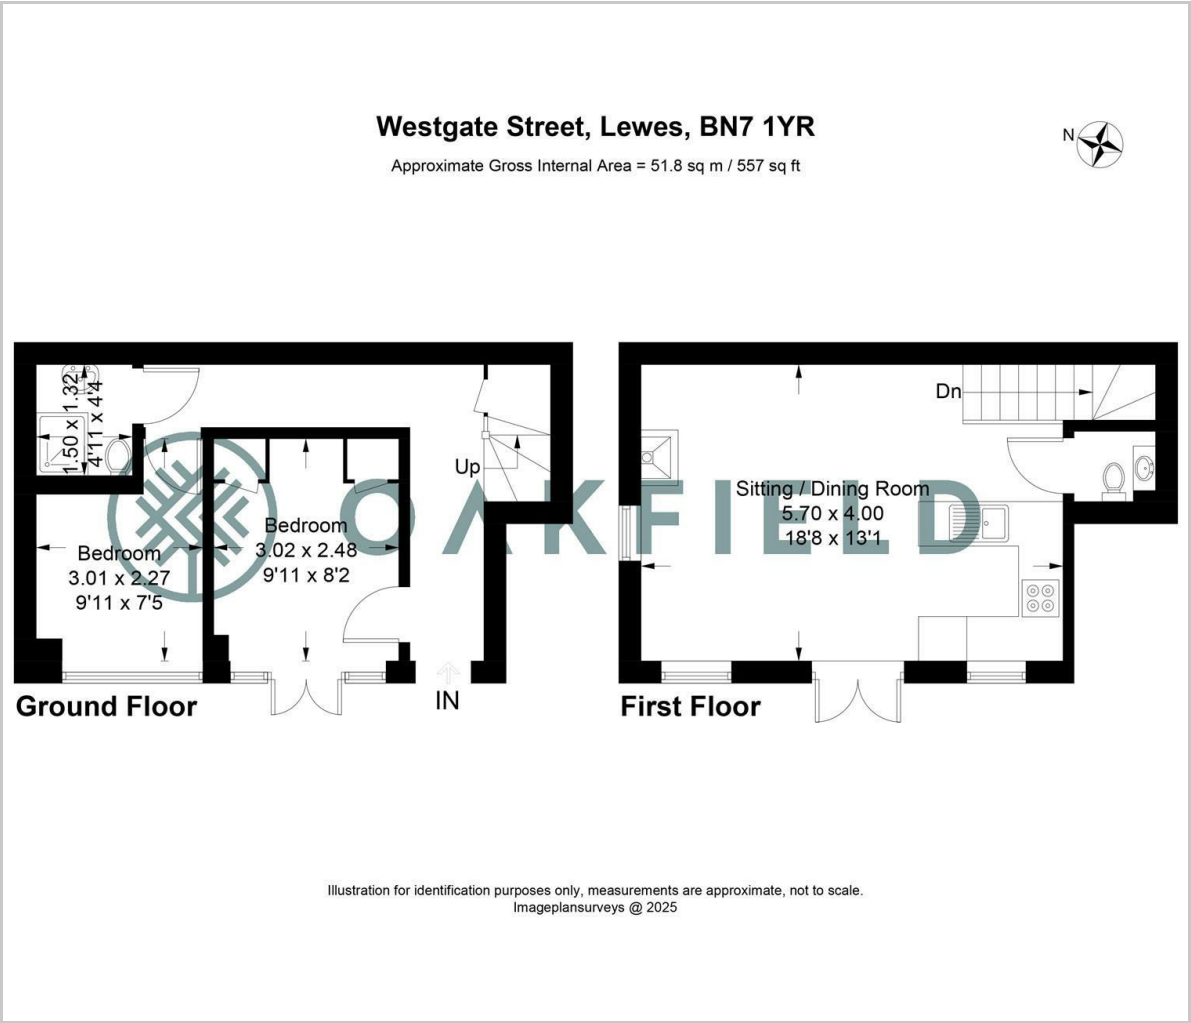 Westgate Street, Lewes, BN7 1YR
Approximate Gross Internal Area = 51.8 sq m / 557 sq ft
N
1.50 x 1.32
4'11 x 4'4
Up
Bedroom
3.01 x 2.27
9'11 x 7'5
Bedroom
3.02 x 2.48
9'11 x 8'2
IN
Ground Floor
Dn
Sitting / Dining Room
5.70 x 4.00
18'8 x 13'1
First Floor
OAKFIELD
Illustration for identification purposes only, measurements are approximate, not to scale.
Imageplansurveys @ 2025